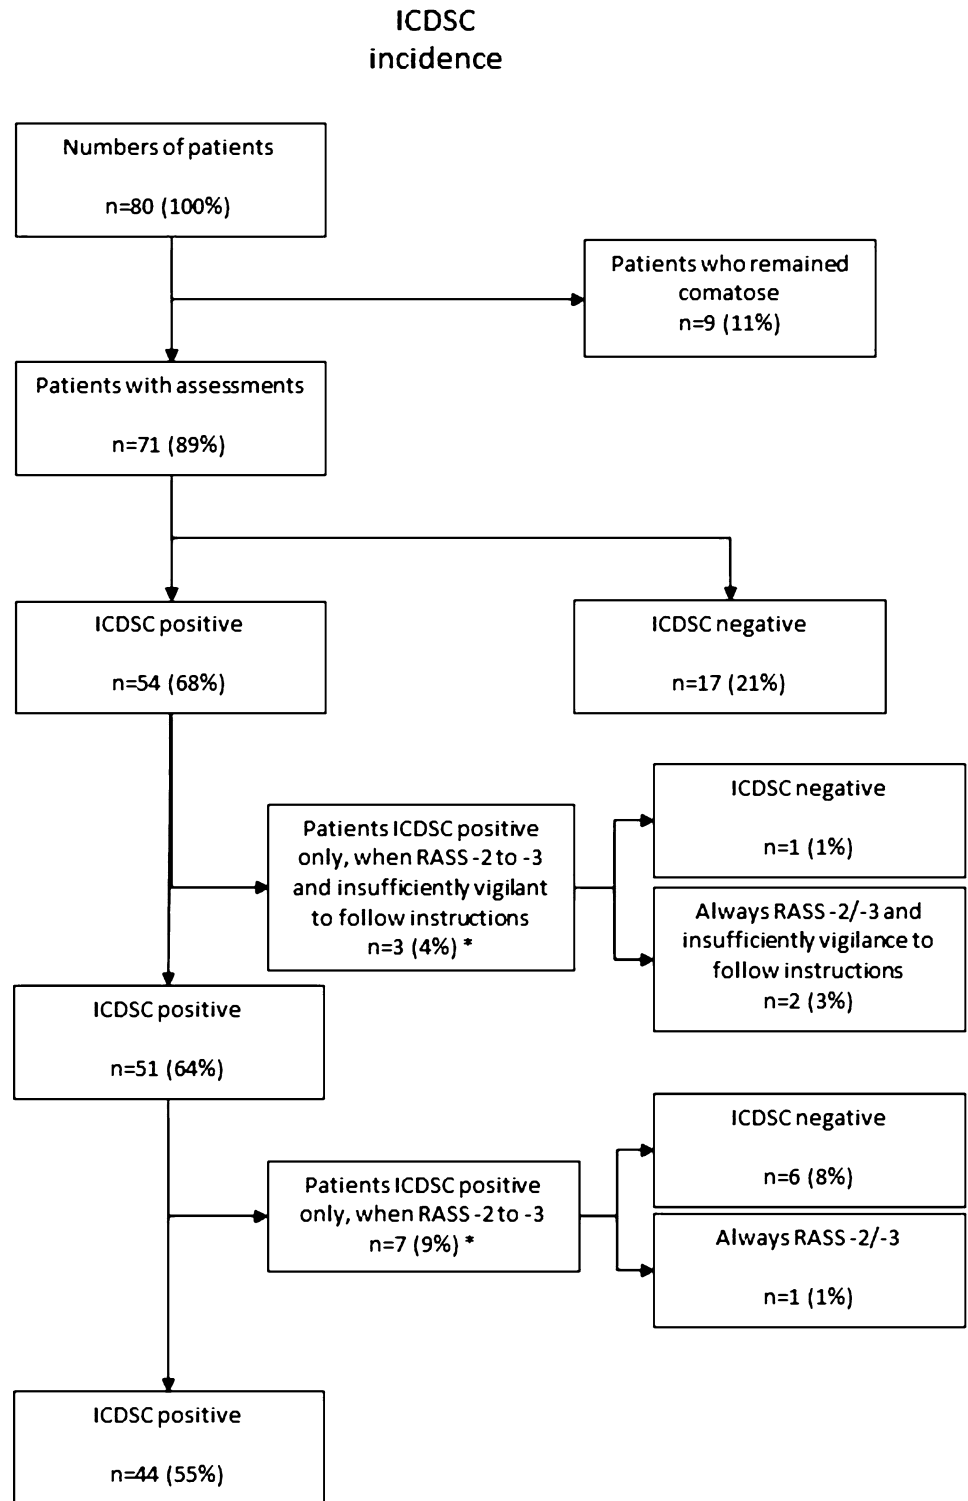 ICDSC
incidence
Numbers of patients
n=80 (100%)
Patients who remained
comatose
n=9 (11%)
Patients with assessments
n=71 (89%)
ICDSC positive
n=54 (68%)
ICDSC negative
n=17 (21%)
Patients ICDSC positive
only, when RASS -2 to -3
and insufficiently vigilant
to follow instructions
n=3 (4%) *
ICDSC negative
n=1 (1%)
Always RASS -2/-3 and
insufficiently vigilance to
follow instructions
n=2 (3%)
ICDSC positive
n=51 (64%)
Patients ICDSC positive
only, when RASS -2 to -3
n=7 (9%) *
ICDSC negative
n=6 (8%)
Always RASS -2/-3
n=1 (1%)
ICDSC positive
n=44 (55%)